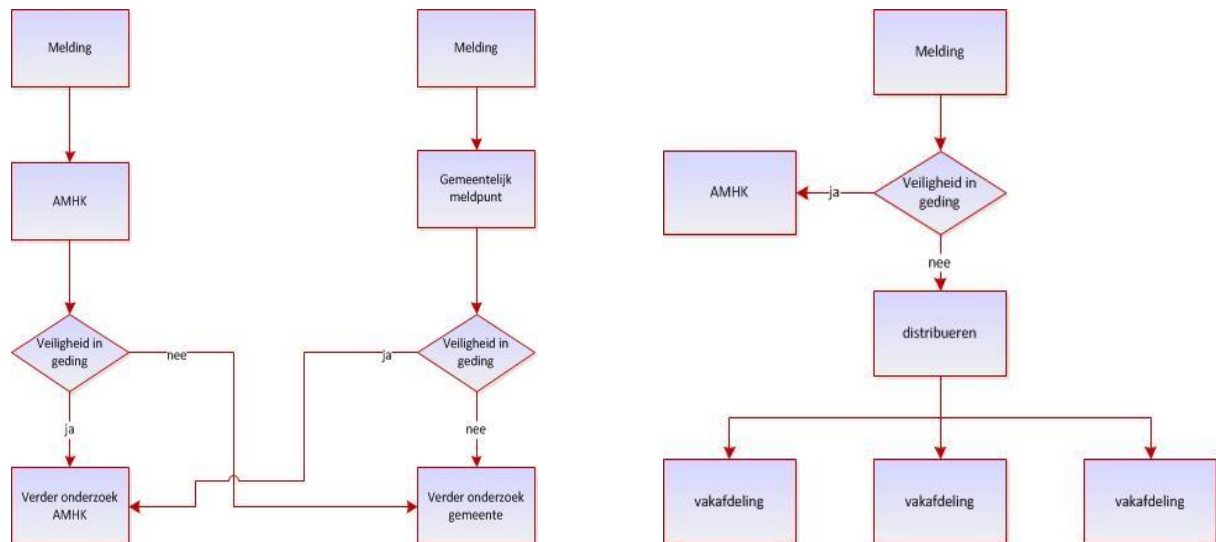 Melding
AMHK
Veiligheid in
geding
nee
ja
Verder onderzoek
AMHK
Melding
Gemeentelijk
meldpunt
Veiligheid in
geding
ja
nee
Verder onderzoek
gemeente
Melding
Veiligheid in
geding
ja
AMHK
nee
distribueren
vakafdeling
vakafdeling
vakafdeling